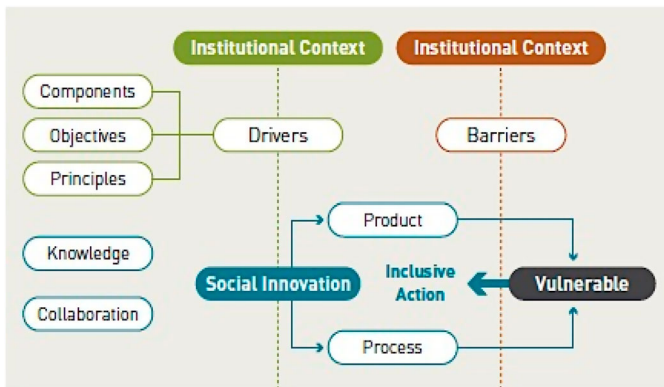 Institutional Context
Institutional Context
Components
Objectives
Drivers
Barriers
Principles
Product
Knowledge
Social Innovation
Inclusive
Action
Vulnerable
Collaboration
Process